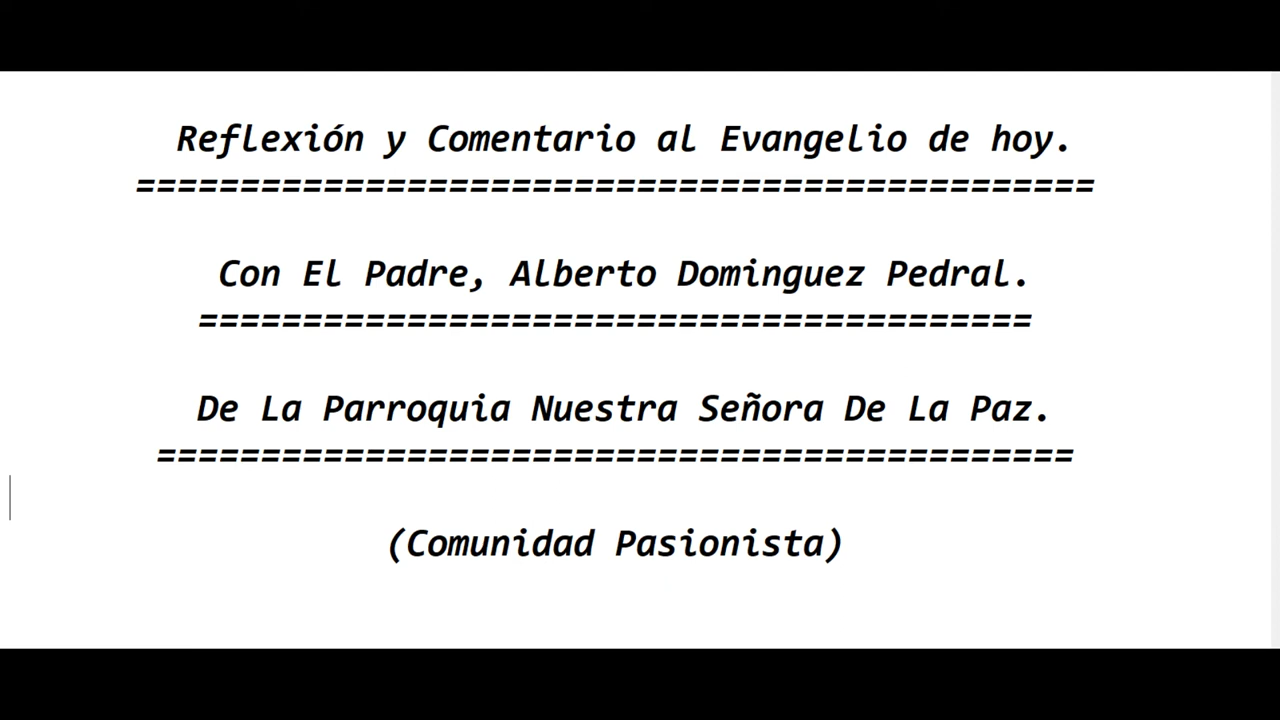 Reflexión y Comentario al Evangelio de hoy.
==============================================
Con El Padre, Alberto Dominguez Pedral.
========================================
De La Parroquia Nuestra Señora De La Paz.
============================================
(Comunidad Pasionista)